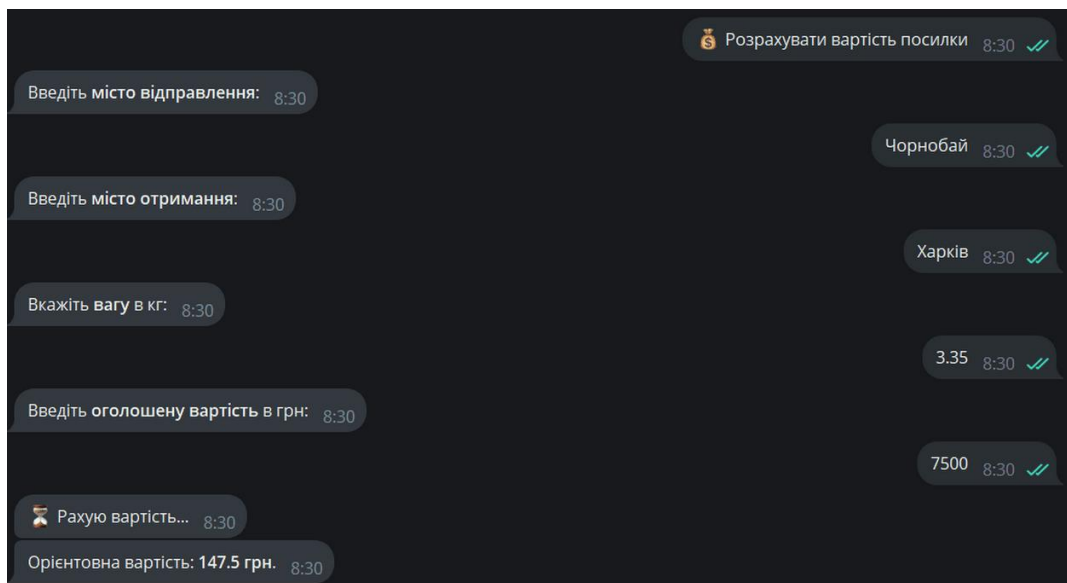 💰 Розрахувати вартість посилки 8:30
Введіть місто відправлення: 8:30
Чорнобай 8:30
Введіть місто отримання: 8:30
Харків 8:30
Вкажіть вагу в кг: 8:30
3.35 8:30
Введіть оголошену вартість в грн: 8:30
7500 8:30
⏳ Рахую вартість... 8:30
Орієнтовна вартість: 147.5 грн. 8:30